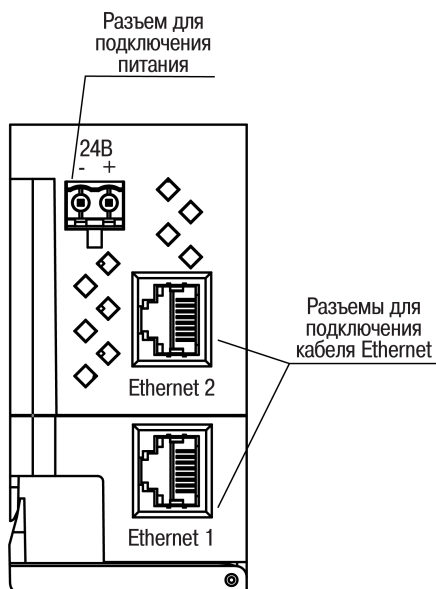 Разъем для
подключения
питания
24В
- +
Разъемы для
подключения
кабеля Ethernet
Ethernet 2
Ethernet 1